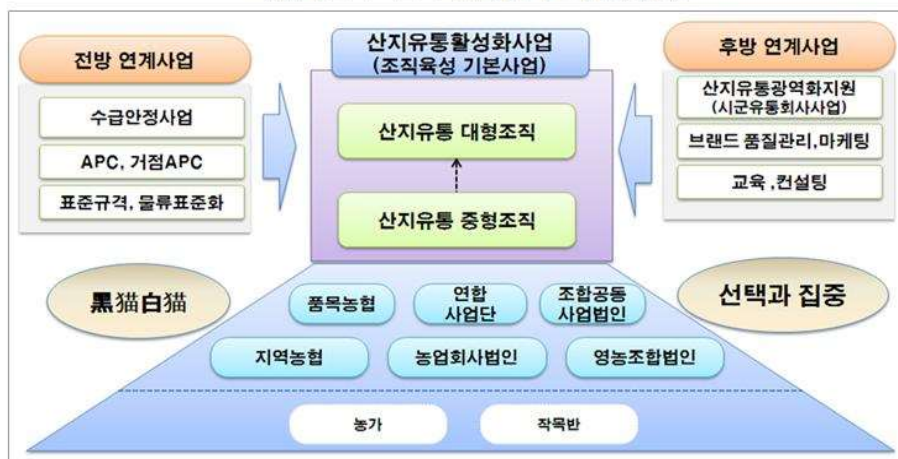 전방 연계사업
수급안정사업
APC, 거점APC
표준규격, 물류표준화
산지유통활성화사업
(조직육성 기본사업)
산지유통 대형조직
산지유통 중형조직
후방 연계사업
산지유통광역화지원
(시군유통회사사업)
브랜드 품질관리,마케팅
교육 ,컨설팅
黑猫白猫
선택과 집중
품목농협
연합
사업단
조합공동
사업법인
지역농협
농업회사법인
영농조합법인
농가
작목반